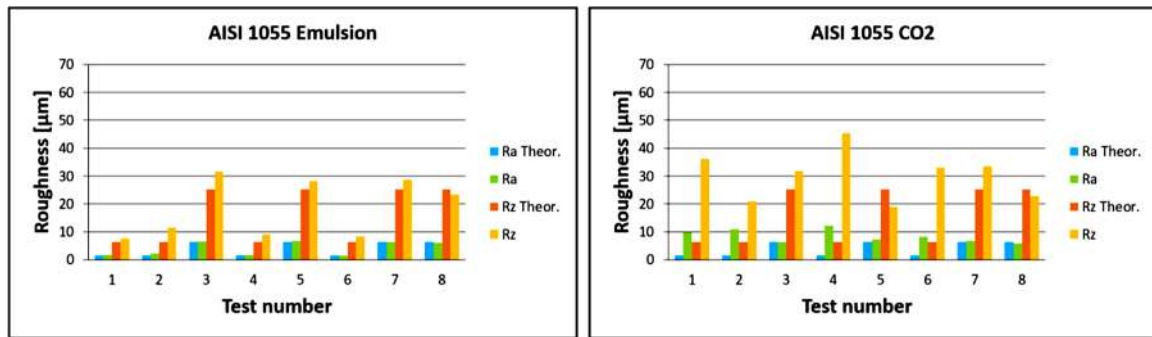 AISI 1055 Emulsion
70
60
50
40
30
20
10
0
Roughness [µm]
1 2 3 4 5 6 7 8
Test number
Ra Theor.
Ra
Rz Theor.
Rz
AISI 1055 CO2
70
60
50
40
30
20
10
0
Roughness [µm]
1 2 3 4 5 6 7 8
Test number
Ra Theor.
Ra
Rz Theor.
Rz